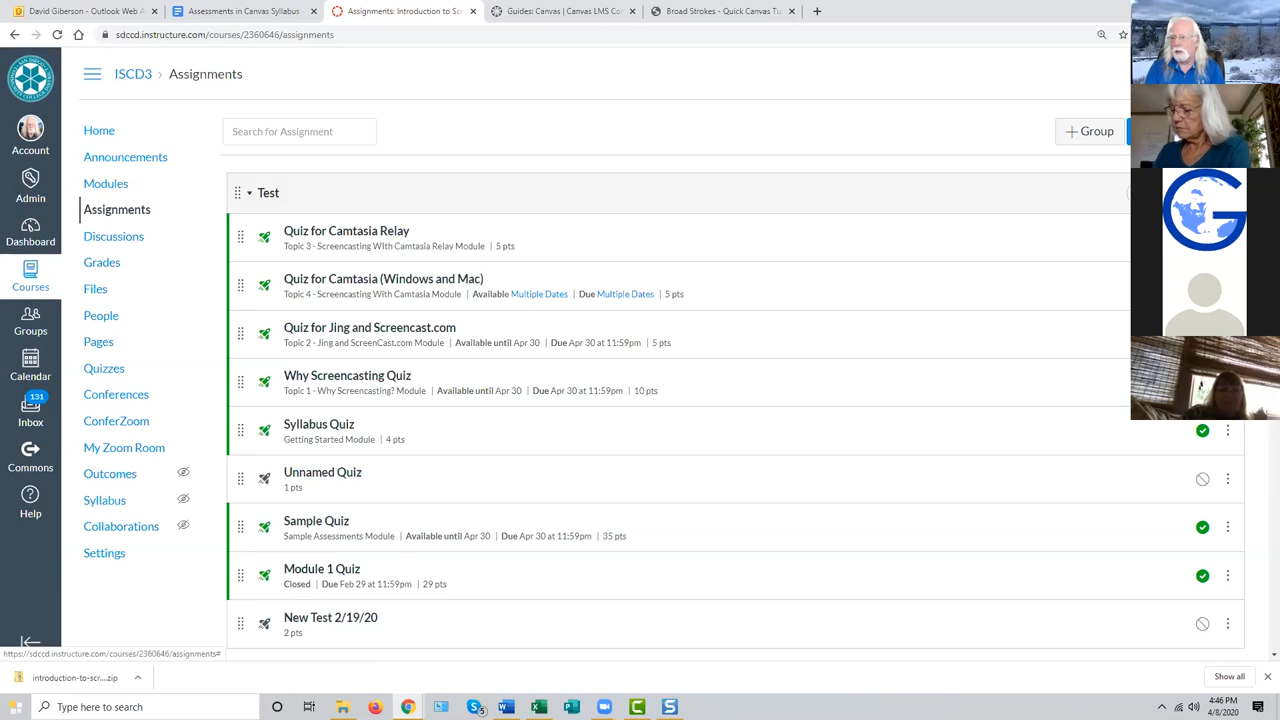 David Giberson - Outlook Web A
Assessments in Canvas Syllabus
Assignments: Introduction to Scr
Guides: Canvas | Canvas LMS Co
Broad Strokes - Quick Canvas Tu
sdccd.instructure.com/courses/2360646/assignments
ISCD3 › Assignments
Account
Admin
Dashboard
Courses
Groups
Calendar
131
Inbox
Commons
Help
Home
Announcements
Modules
Assignments
Discussions
Grades
Files
People
Pages
Quizzes
Conferences
ConferZoom
My Zoom Room
Outcomes
Syllabus
Collaborations
Settings
Search for Assignment
+ Group
Test
Quiz for Camtasia Relay
Topic 3 - Screencasting WIth Camtasia Relay Module | 5 pts
Quiz for Camtasia (Windows and Mac)
Topic 4 - Screencasting With Camtasia Module | Available Multiple Dates | Due Multiple Dates | 5 pts
Quiz for Jing and Screencast.com
Topic 2 - Jing and ScreenCast.com Module | Available until Apr 30 | Due Apr 30 at 11:59pm | 5 pts
Why Screencasting Quiz
Topic 1 - Why Screencasting? Module | Available until Apr 30 | Due Apr 30 at 11:59pm | 10 pts
Syllabus Quiz
Getting Started Module | 4 pts
Unnamed Quiz
1 pts
Sample Quiz
Sample Assessments Module | Available until Apr 30 | Due Apr 30 at 11:59pm | 35 pts
Module 1 Quiz
Closed | Due Feb 29 at 11:59pm | 29 pts
New Test 2/19/20
2 pts
G
https://sdccd.instructure.com/courses/2360646/assignments#
introduction-to-scr....zip
Show all
Type here to search
5
4:46 PM
4/8/2020